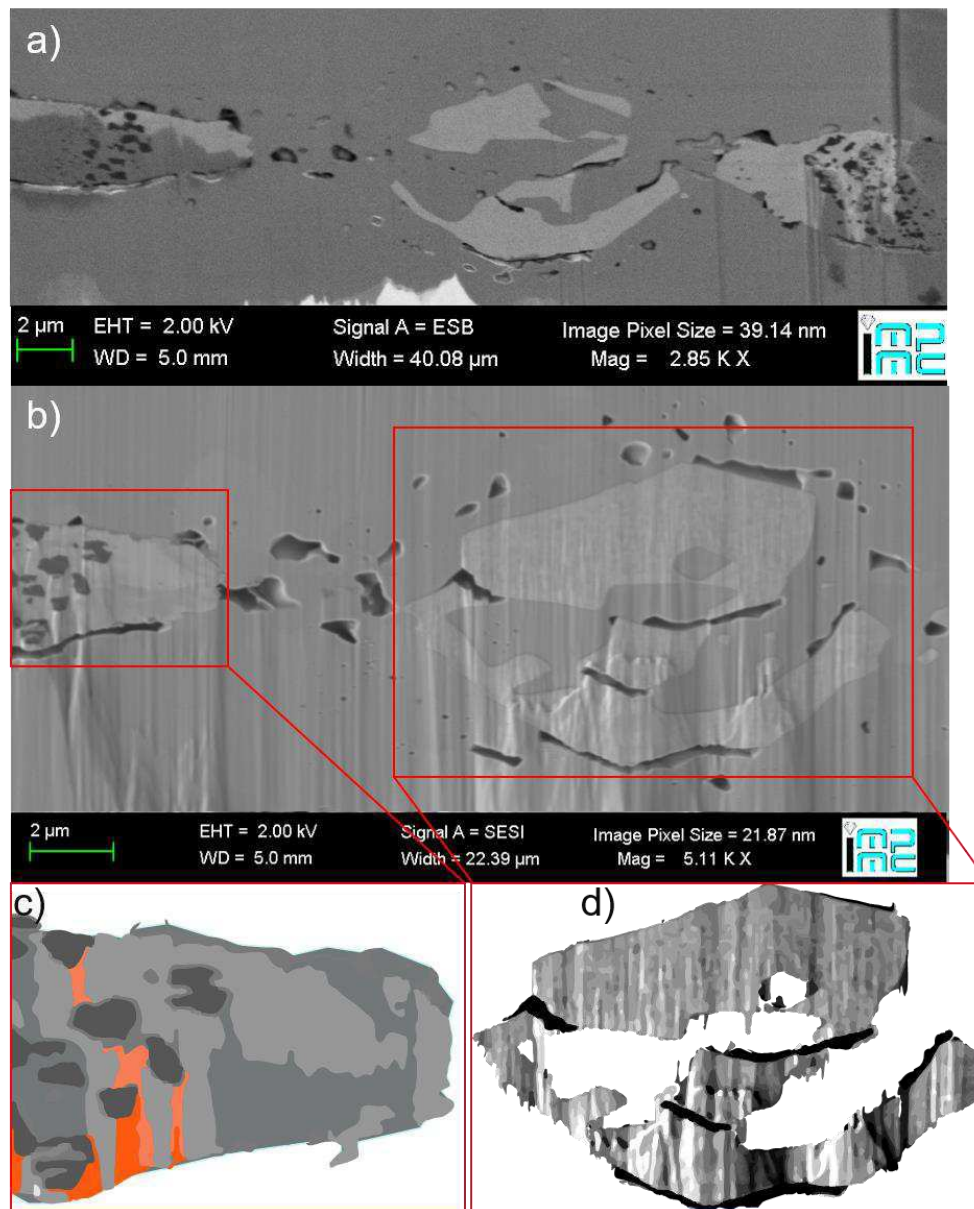 a)
2 µm
EHT = 2.00 kV
WD = 5.0 mm
Signal A = ESB
Width = 40.08 µm
Image Pixel Size = 39.14 nm
Mag = 2.85 K X
b)
2 µm
EHT = 2.00 kV
WD = 5.0 mm
Signal A = SESI
Width = 22.39 µm
Image Pixel Size = 21.87 nm
Mag = 5.11 K X
c)
d)